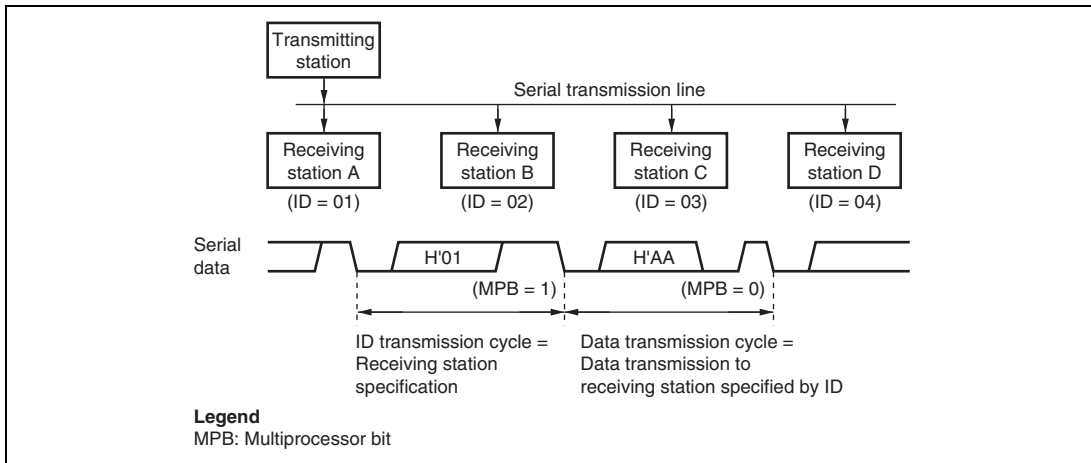 Transmitting
station
Serial transmission line
Receiving
station A
(ID = 01)
Receiving
station B
(ID = 02)
Receiving
station C
(ID = 03)
Receiving
station D
(ID = 04)
Serial
data
H'01
H'AA
(MPB = 1)
(MPB = 0)
ID transmission cycle =
Receiving station
specification
Data transmission cycle =
Data transmission to
receiving station specified by ID
Legend
MPB: Multiprocessor bit